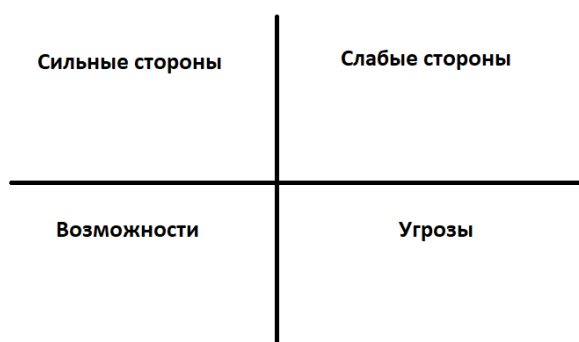 Сильные стороны
Слабые стороны
Возможности
Угрозы